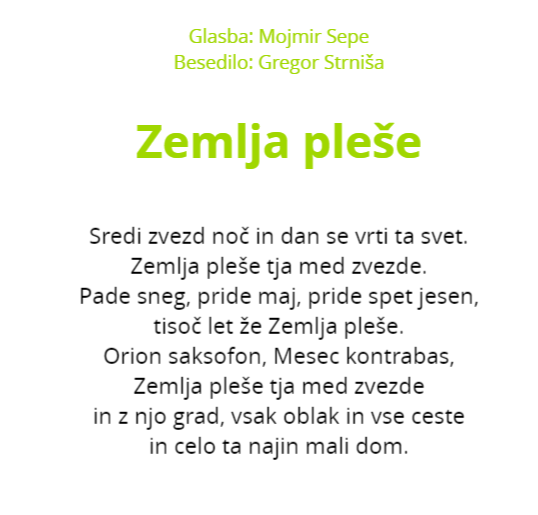 Glasba: Mojmir Sepe
Besedilo: Gregor Strniša
Zemlja pleše
Sredi zvezd noč in dan se vrti ta svet.
Zemlja pleše tja med zvezde.
Pade sneg, pride maj, pride spet jesen,
tisoč let že Zemlja pleše.
Orion saksofon, Mesec kontrabas,
Zemlja pleše tja med zvezde
in z njo grad, vsak oblak in vse ceste
in celo ta najin mali dom.